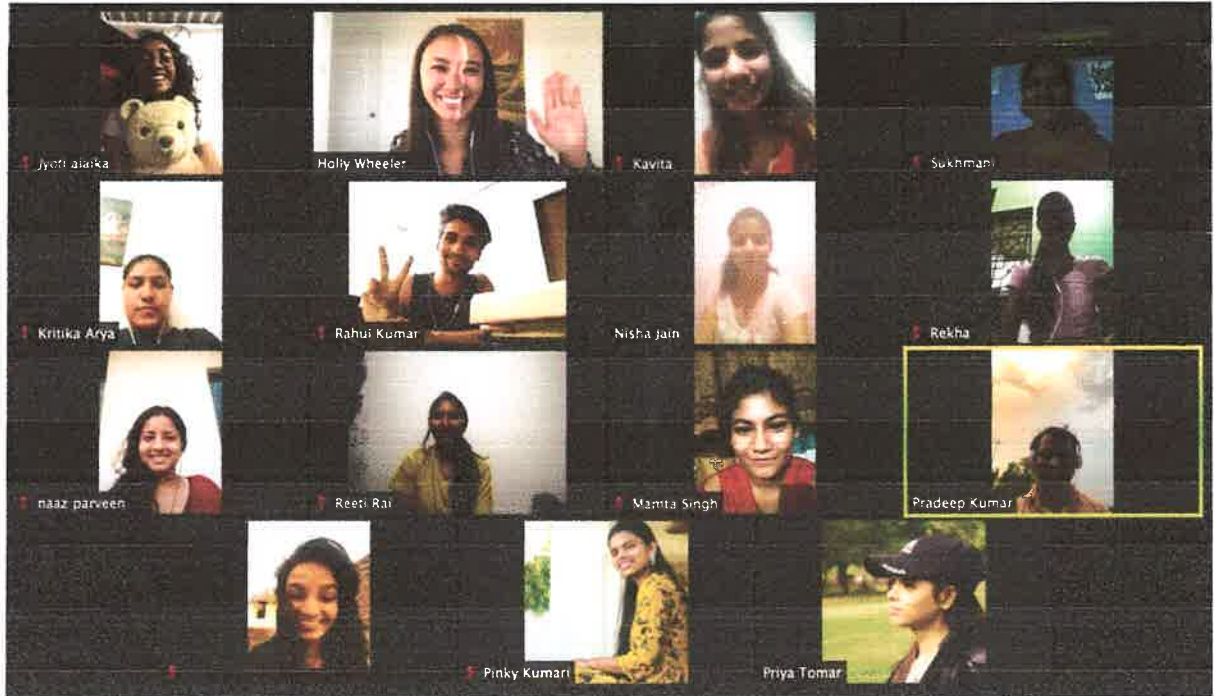 Jyoti alaika
Holly Wheeler
Kavita
Sukhmani
Kritika Arya
Rahul Kumar
Nisha Jain
Rekha
naaz parveen
Reeti Rai
Mamta Singh
Pradeep Kumar
Pinky Kumari
Priya Tomar